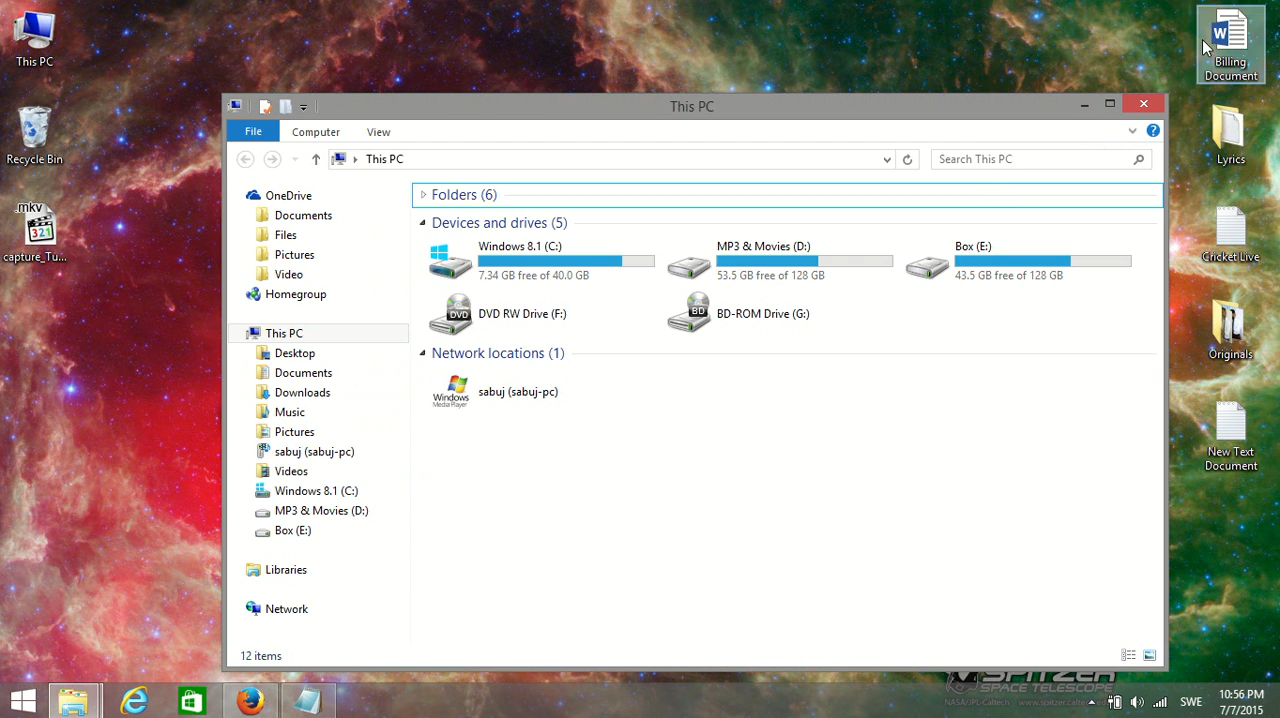 This PC
Recycle Bin
.mkv
321
capture_Tu...
Billing
Document
Lyrics
Cricket Live
Originals
New Text
Document
This PC
File
Computer
View
This PC
Search This PC
OneDrive
Documents
Files
Pictures
Video
Homegroup
This PC
Desktop
Documents
Downloads
Music
Pictures
sabuj (sabuj-pc)
Videos
Windows 8.1 (C:)
MP3 & Movies (D:)
Box (E:)
Libraries
Network
Folders (6)
Devices and drives (5)
Windows 8.1 (C:)
7.34 GB free of 40.0 GB
MP3 & Movies (D:)
53.5 GB free of 128 GB
Box (E:)
43.5 GB free of 128 GB
DVD
DVD RW Drive (F:)
BD
BD-ROM Drive (G:)
Network locations (1)
Windows
Media Player
sabuj (sabuj-pc)
12 items
SPITZER
SPACE TELESCOPE
NASA/JPL-Caltech
SWE
10:56 PM
7/7/2015